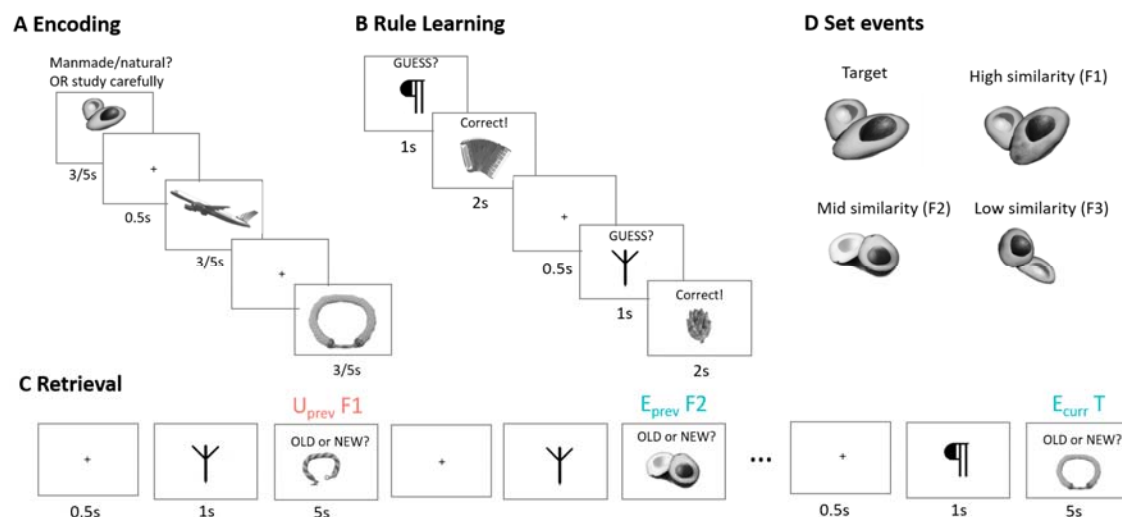 A Encoding
Manmade/natural?
OR study carefully
3/5s
+
0.5s
3/5s
+
3/5s
B Rule Learning
GUESS?
¶
1s
Correct!
2s
+
0.5s
GUESS?
1s
Correct!
2s
D Set events
Target
High similarity (F1)
Mid similarity (F2)
Low similarity (F3)
C Retrieval
U_prev F1
E_prev F2
E_curr T
+
OLD or NEW?
+
OLD or NEW?
...
+
¶
OLD or NEW?
0.5s
1s
5s
0.5s
1s
5s